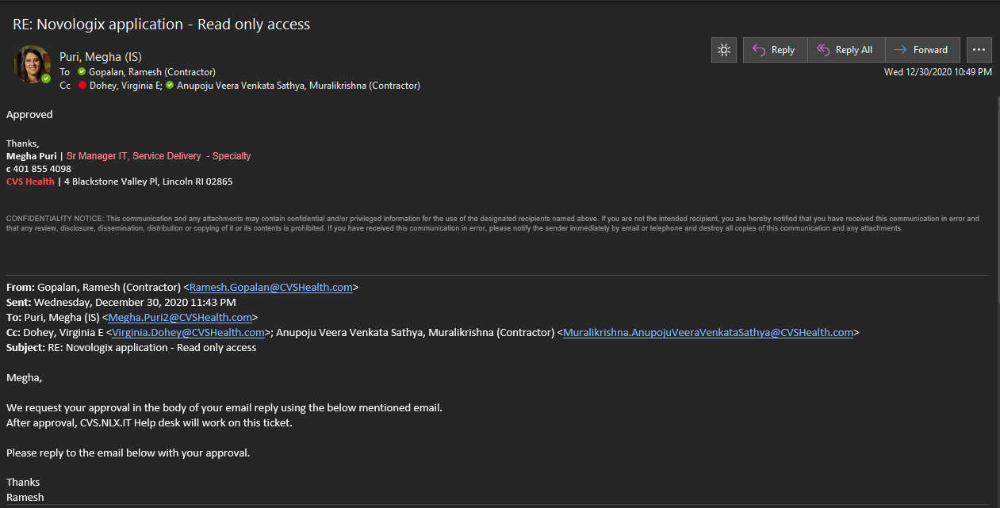 RE: Novologix application - Read only access
Puri, Megha (IS)
To Gopalan, Ramesh (Contractor)
Cc Dohey, Virginia E; Anupoju Veera Venkata Sathya, Muralikrishna (Contractor)
Reply
Reply All
Forward
Wed 12/30/2020 10:49 PM
Approved
Thanks,
Megha Puri | Sr Manager IT, Service Delivery - Specialty
c 401 855 4098
CVS Health | 4 Blackstone Valley Pl, Lincoln RI 02865
CONFIDENTIALITY NOTICE: This communication and any attachments may contain confidential and/or privileged information for the use of the designated recipients named above. If you are not the intended recipient, you are hereby notified that you have received this communication in error and
that any review, disclosure, dissemination, distribution or copying of it or its contents is prohibited. If you have received this communication in error, please notify the sender immediately by email or telephone and destroy all copies of this communication and any attachments.
From: Gopalan, Ramesh (Contractor) <Ramesh.Gopalan@CVSHealth.com>
Sent: Wednesday, December 30, 2020 11:43 PM
To: Puri, Megha (IS) <Megha.Puri2@CVSHealth.com>
Cc: Dohey, Virginia E <Virginia.Dohey@CVSHealth.com>; Anupoju Veera Venkata Sathya, Muralikrishna (Contractor) <Muralikrishna.AnupojuVeeraVenkataSathya@CVSHealth.com>
Subject: RE: Novologix application - Read only access
Megha,
We request your approval in the body of your email reply using the below mentioned email.
After approval, CVS.NLX.IT Help desk will work on this ticket.
Please reply to the email below with your approval.
Thanks
Ramesh